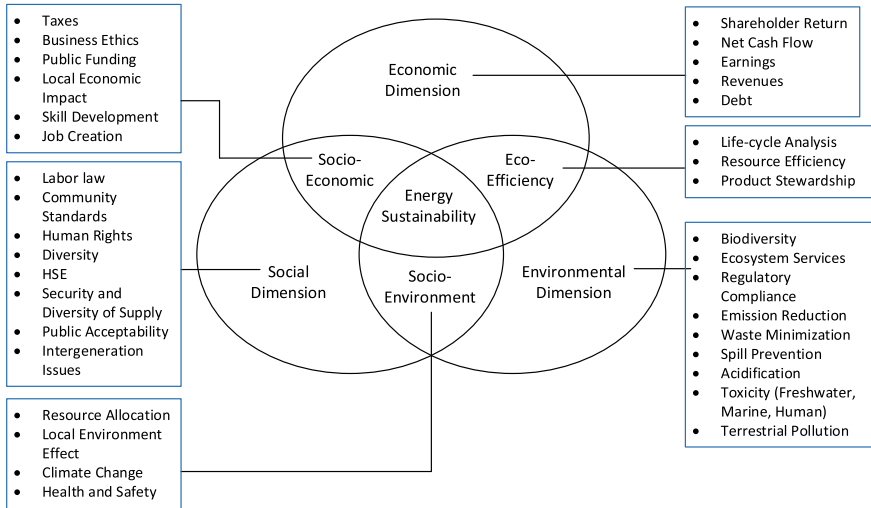 • Taxes
• Business Ethics
• Public Funding
• Local Economic
Impact
• Skill Development
• Job Creation
• Labor law
• Community
Standards
• Human Rights
• Diversity
• HSE
• Security and
Diversity of Supply
• Public Acceptability
• Intergeneration
Issues
• Resource Allocation
• Local Environment
Effect
• Climate Change
• Health and Safety
Economic
Dimension
Socio-
Economic
Eco-
Efficiency
Energy
Sustainability
Social
Dimension
Socio-
Environment
Environmental
Dimension
• Shareholder Return
• Net Cash Flow
• Earnings
• Revenues
• Debt
• Life-cycle Analysis
• Resource Efficiency
• Product Stewardship
• Biodiversity
• Ecosystem Services
• Regulatory
Compliance
• Emission Reduction
• Waste Minimization
• Spill Prevention
• Acidification
• Toxicity (Freshwater,
Marine, Human)
• Terrestrial Pollution